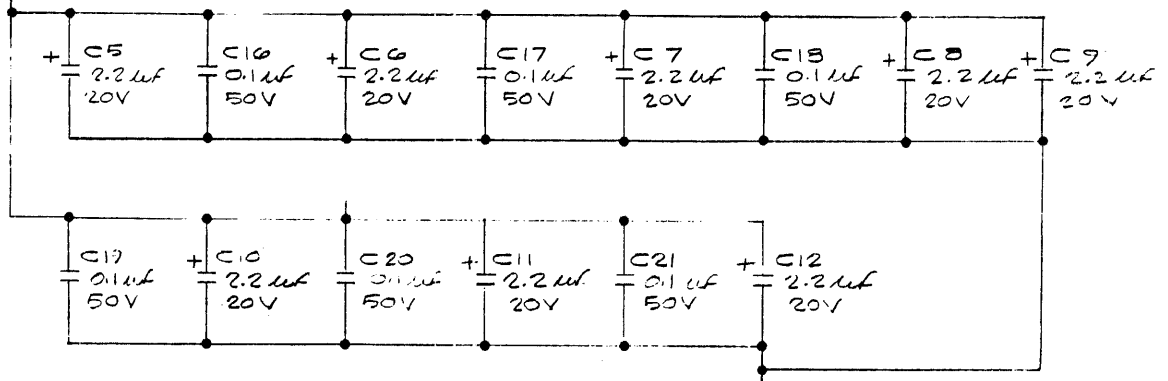 + C5
2.2 uf
20V
C16
0.1 uf
50V
+ C6
2.2 uf
20V
C17
0.1 uf
50V
+ C7
2.2 uf
20V
C18
0.1 uf
50V
+ C8
2.2 uf
20V
+ C9
2.2 uf
20V
C19
0.1 uf
50V
+ C10
2.2 uf
20V
C20
0.1 uf
50V
+ C11
2.2 uf
20V
C21
0.1 uf
50V
+ C12
2.2 uf
20V